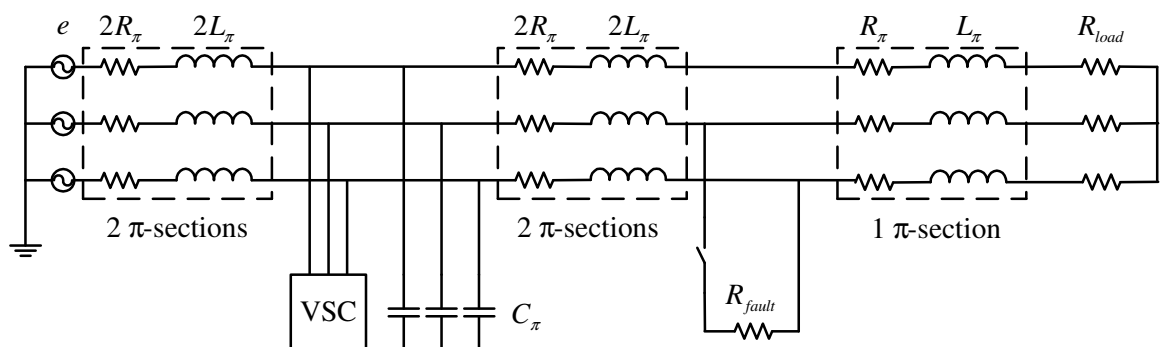 e
2R_π 2L_π 2R_π 2L_π R_π L_π R_load
2 π-sections 2 π-sections 1 π-section
VSC C_π R_fault